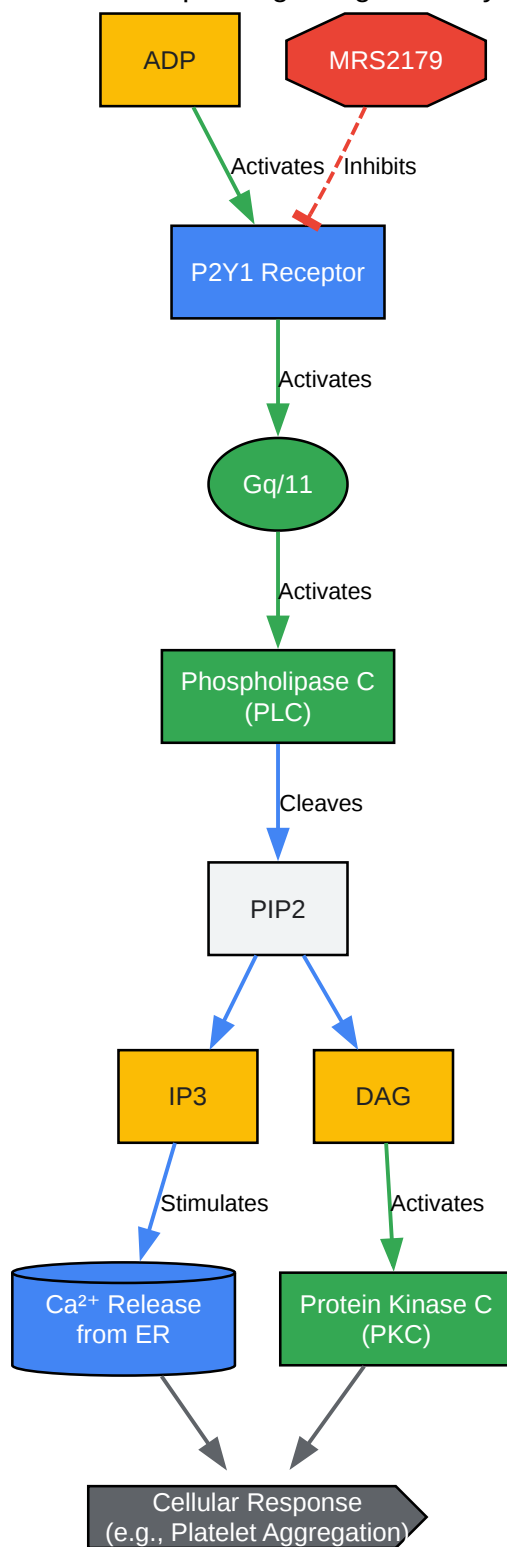 ADP
MRS2179
Activates
Inhibits
P2Y1 Receptor
Activates
Gq/11
Activates
Phospholipase C
(PLC)
Cleaves
PIP2
IP3
DAG
Stimulates
Activates
Ca²⁺ Release
from ER
Protein Kinase C
(PKC)
Cellular Response
(e.g., Platelet Aggregation)